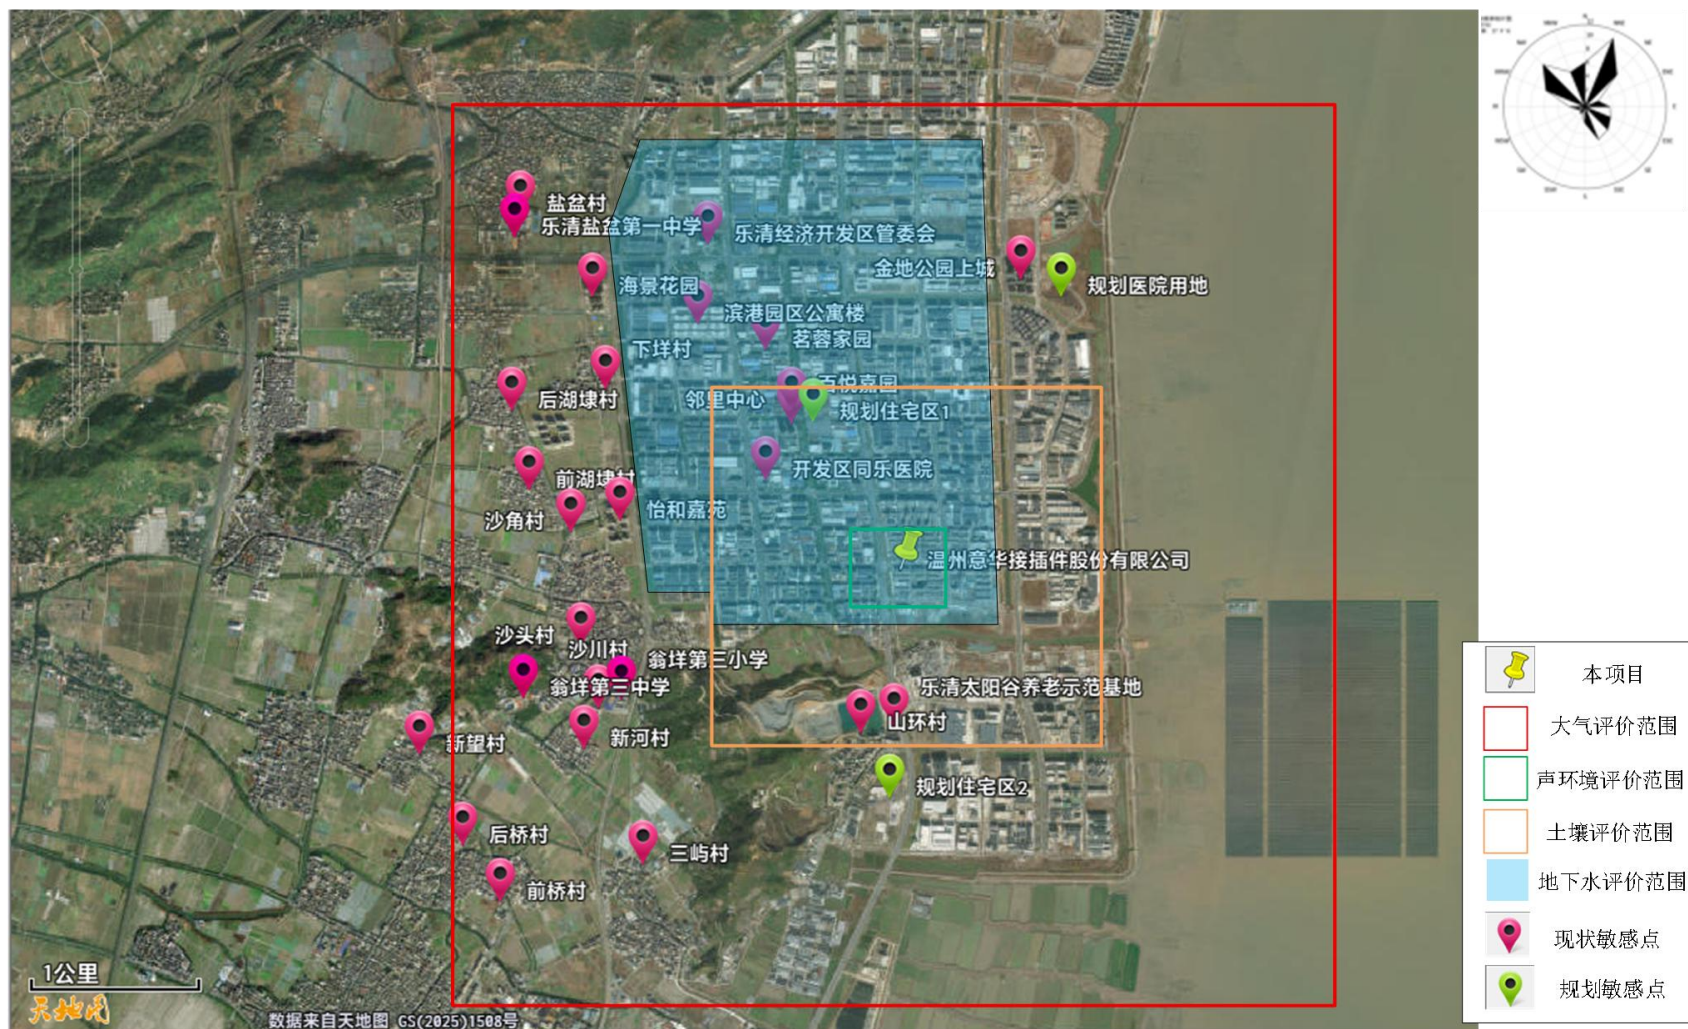 盐盆村
乐清盐盆第一中学
乐清经济开发区管委会
金地公园上城
规划医院用地
海景花园
滨港园区公寓楼
茗蓉家园
下垟村
后湖埭村
百悦嘉园
邻里中心
规划住宅区1
开发区同乐医院
前湖埭村
沙角村
怡和嘉苑
温州意华接插件股份有限公司
沙头村
沙川村
翁垟第三小学
翁垟第三中学
乐清太阳谷养老示范基地
山环村
新望村
新河村
规划住宅区2
后桥村
三屿村
前桥村
1公里
天地图
数据来自天地图 GS(2025)1508号
本项目
大气评价范围
声环境评价范围
土壤评价范围
地下水评价范围
现状敏感点
规划敏感点